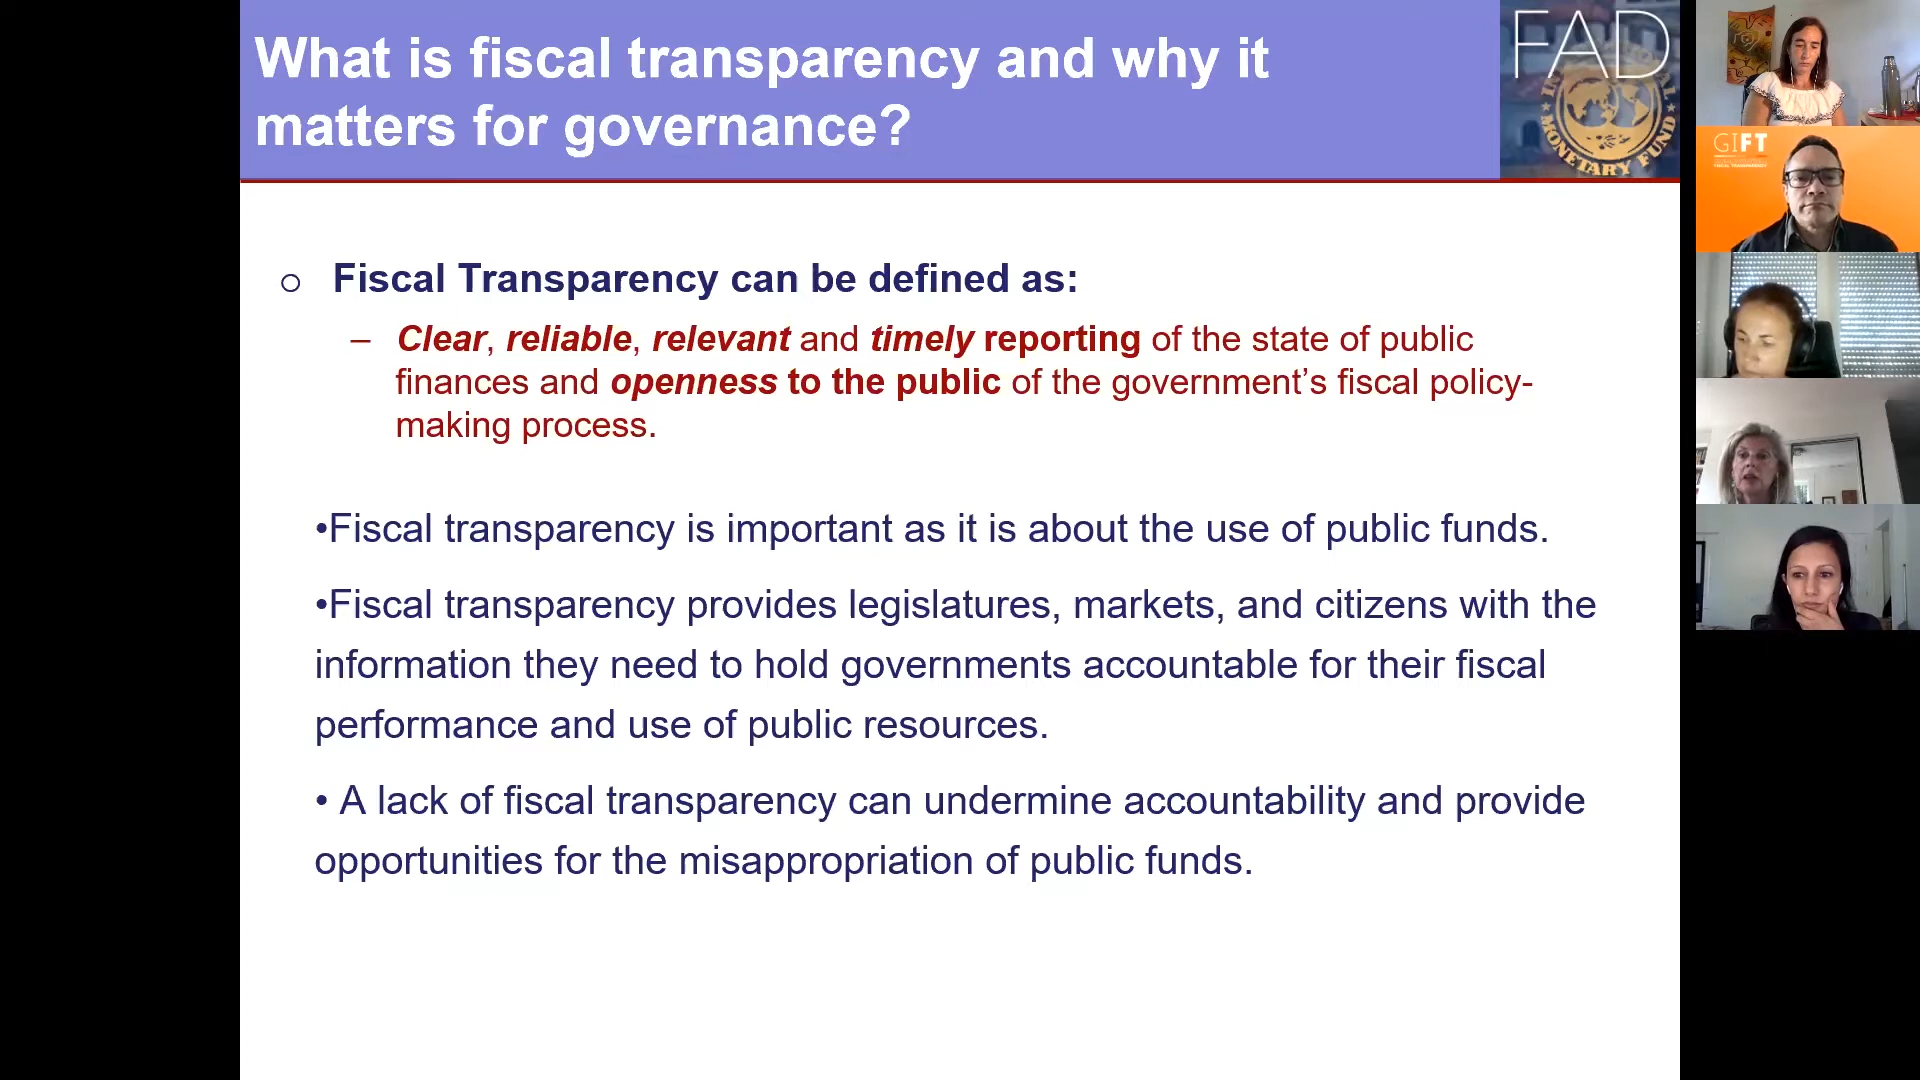 What is fiscal transparency and why it
matters for governance?
FAD
MONETARY FUND
GIFT
FISCAL TRANSPARENCY
o Fiscal Transparency can be defined as:
– Clear, reliable, relevant and timely reporting of the state of public
finances and openness to the public of the government’s fiscal policy-
making process.
•Fiscal transparency is important as it is about the use of public funds.
•Fiscal transparency provides legislatures, markets, and citizens with the
information they need to hold governments accountable for their fiscal
performance and use of public resources.
• A lack of fiscal transparency can undermine accountability and provide
opportunities for the misappropriation of public funds.